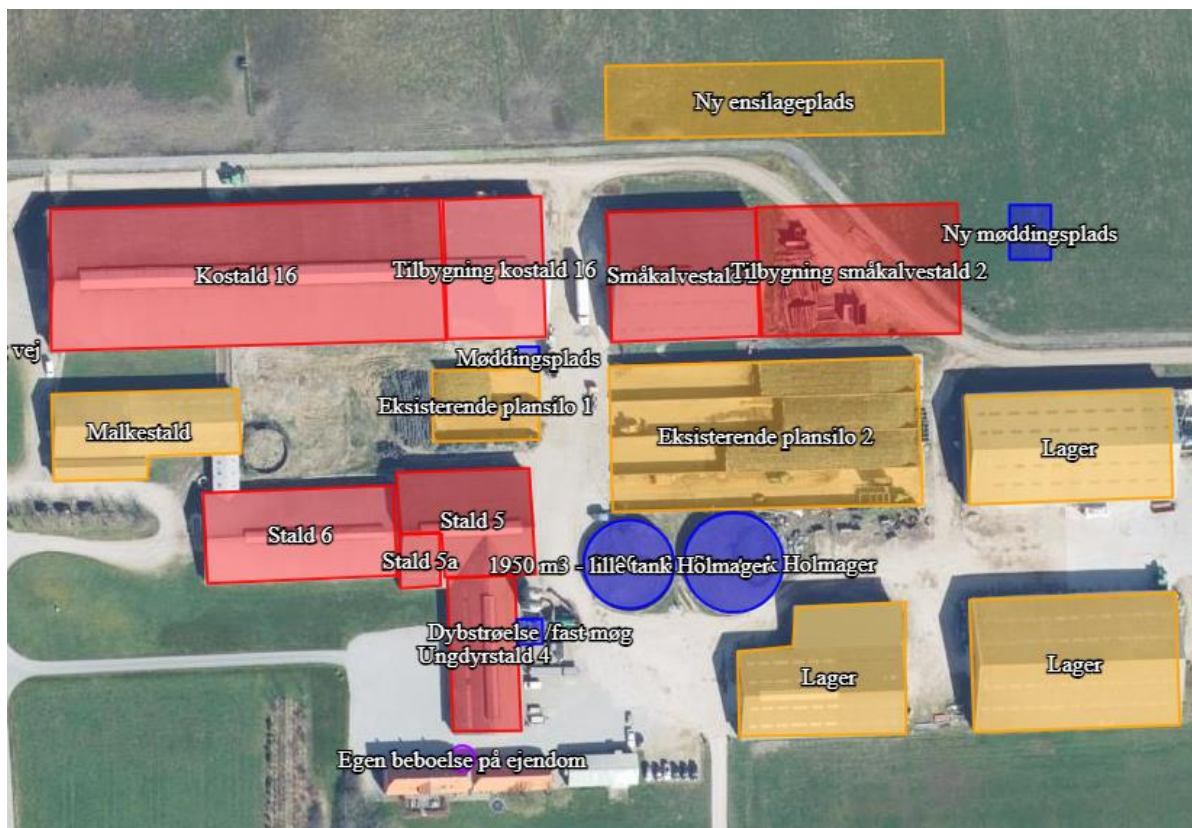 Ny ensilageplads
Ny møddingsplads
Kostald 16
Tilbygning kostald 16
Småkalvestald
Tilbygning småkalvestald 2
vej
Møddingsplads
Eksisterende plansilo 1
Malkestald
Eksisterende plansilo 2
Lager
Stald 6
Stald 5
Stald 5a
1950 m3 - lille tank Holmager
Holmager
Dybstrøelse /fast møg
Ungdyrstald 4
Lager
Lager
Egen beboelse på ejendom